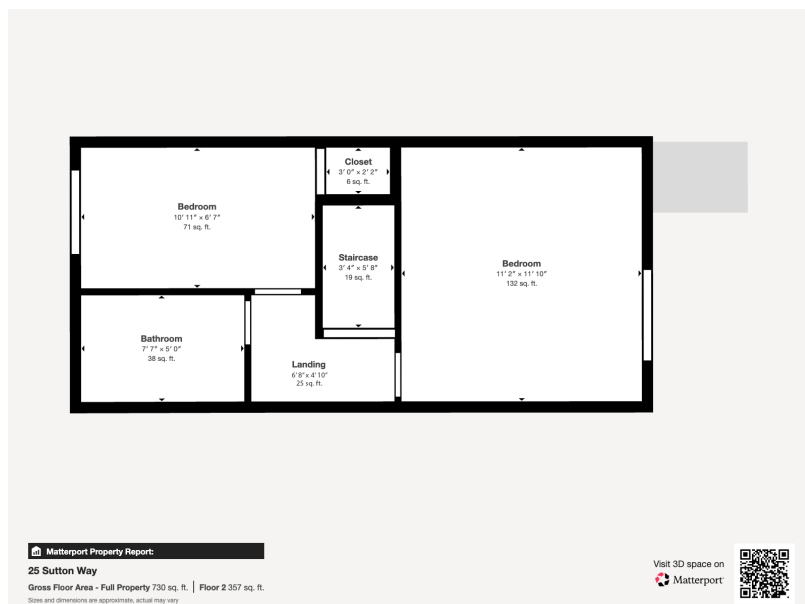 Closet
3' 0" × 2' 2"
6 sq. ft.
Bedroom
10' 11" × 6' 7"
71 sq. ft.
Staircase
3' 4" × 5' 8"
19 sq. ft.
Bedroom
11' 2" × 11' 10"
132 sq. ft.
Bathroom
7' 7" × 5' 0"
38 sq. ft.
Landing
6'8"x 4'10"
25 sq. ft.
Matterport Property Report:
25 Sutton Way
Gross Floor Area - Full Property 730 sq. ft. | Floor 2 357 sq. ft.
Sizes and dimensions are approximate, actual may vary
Visit 3D space on
Matterport